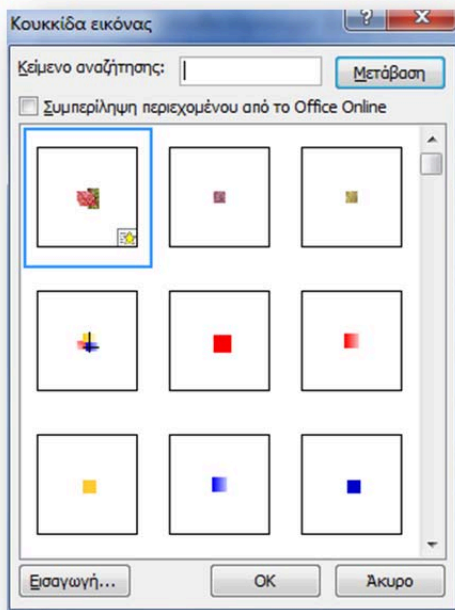 Κουκκίδα εικόνας
Κείμενο αναζήτησης:
Μετάβαση
Συμπερίληψη περιεχομένου από το Office Online
Εισαγωγή...
OK
Άκυρο